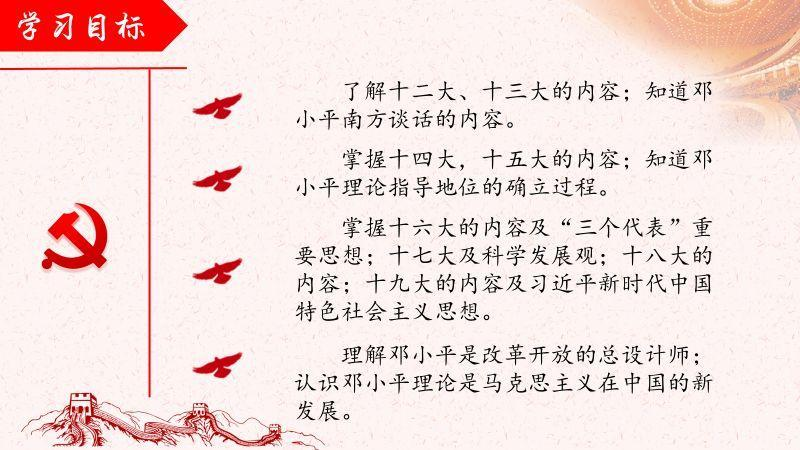 学习目标
了解十二大、十三大的内容；知道邓
小平南方谈话的内容。
掌握十四大，十五大的内容；知道邓
小平理论指导地位的确立过程。
掌握十六大的内容及“三个代表”重
要思想；十七大及科学发展观；十八大的
内容；十九大的内容及习近平新时代中国
特色社会主义思想。
理解邓小平是改革开放的总设计师；
认识邓小平理论是马克思主义在中国的新
发展。